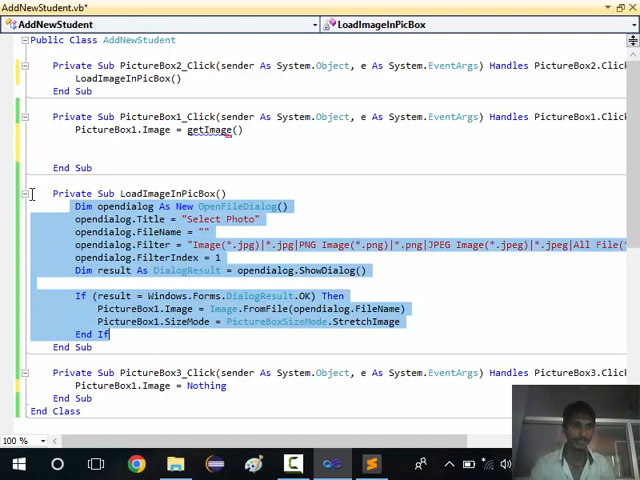 AddNewStudent.vb*
AddNewStudent
LoadImageInPicBox
Public Class AddNewStudent
Private Sub PictureBox2_Click(sender As System.Object, e As System.EventArgs) Handles PictureBox2.Click
LoadImageInPicBox()
End Sub
Private Sub PictureBox1_Click(sender As System.Object, e As System.EventArgs) Handles PictureBox1.Click
PictureBox1.Image = getImage()
End Sub
Private Sub LoadImageInPicBox()
Dim opendialog As New OpenFileDialog()
opendialog.Title = "Select Photo"
opendialog.FileName = ""
opendialog.Filter = "Image(*.jpg)|*.jpg|PNG Image(*.png)|*.png|JPEG Image(*.jpeg)|*.jpeg|All File(*
opendialog.FilterIndex = 1
Dim result As DialogResult = opendialog.ShowDialog()
If (result = Windows.Forms.DialogResult.OK) Then
PictureBox1.Image = Image.FromFile(opendialog.FileName)
PictureBox1.SizeMode = PictureBoxSizeMode.StretchImage
End If
End Sub
Private Sub PictureBox3_Click(sender As System.Object, e As System.EventArgs) Handles PictureBox3.Click
PictureBox1.Image = Nothing
End Sub
End Class
100 %